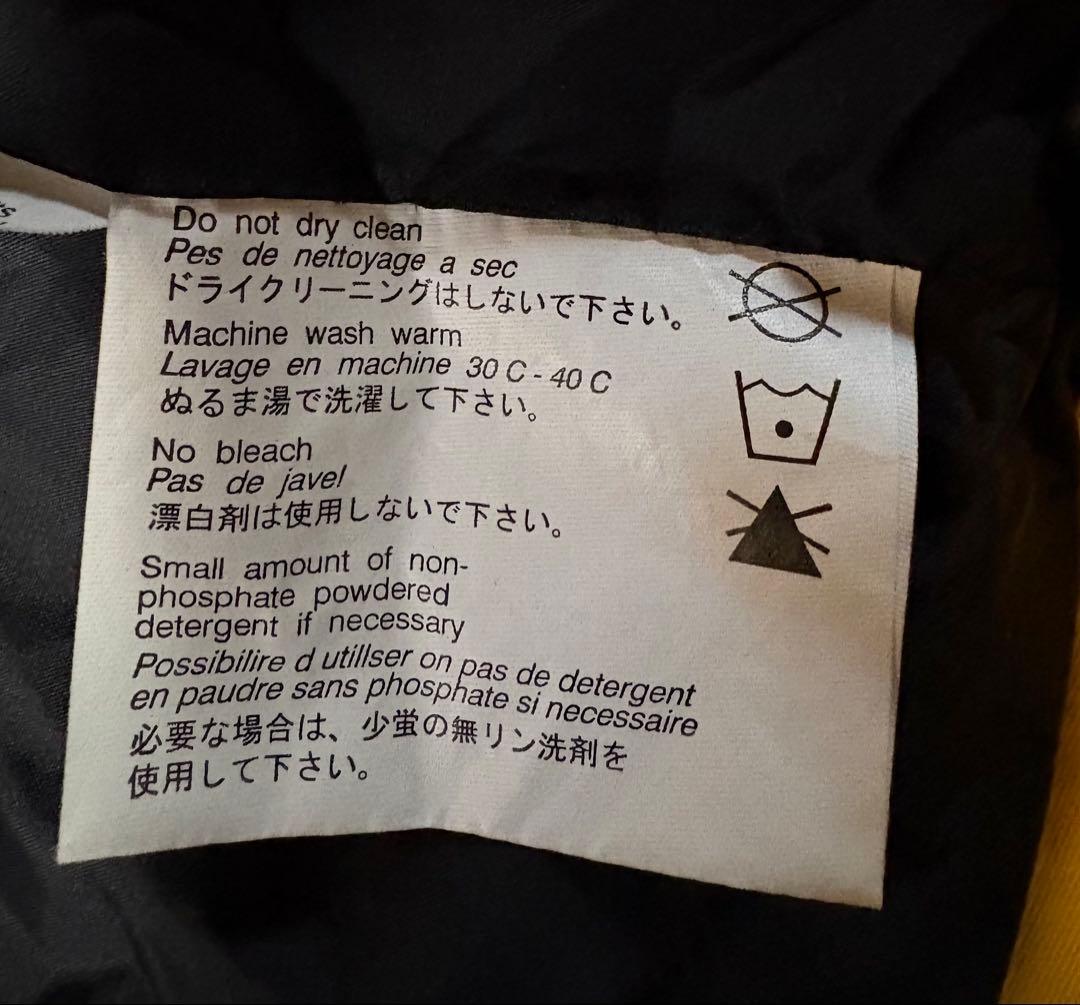 Do not dry clean
Pes de nettoyage a sec
ドライクリーニングはしないで下さい。
Machine wash warm
Lavage en machine 30 C - 40 C
ぬるま湯で洗濯して下さい。
No bleach
Pas de javel
漂白剤は使用しないで下さい。
Small amount of non-
phosphate powdered
detergent if necessary
Possibilire d utillser on pas de detergent
en paudre sans phosphate si necessaire
必要な場合は、少蛍の無リン洗剤を
使用して下さい。